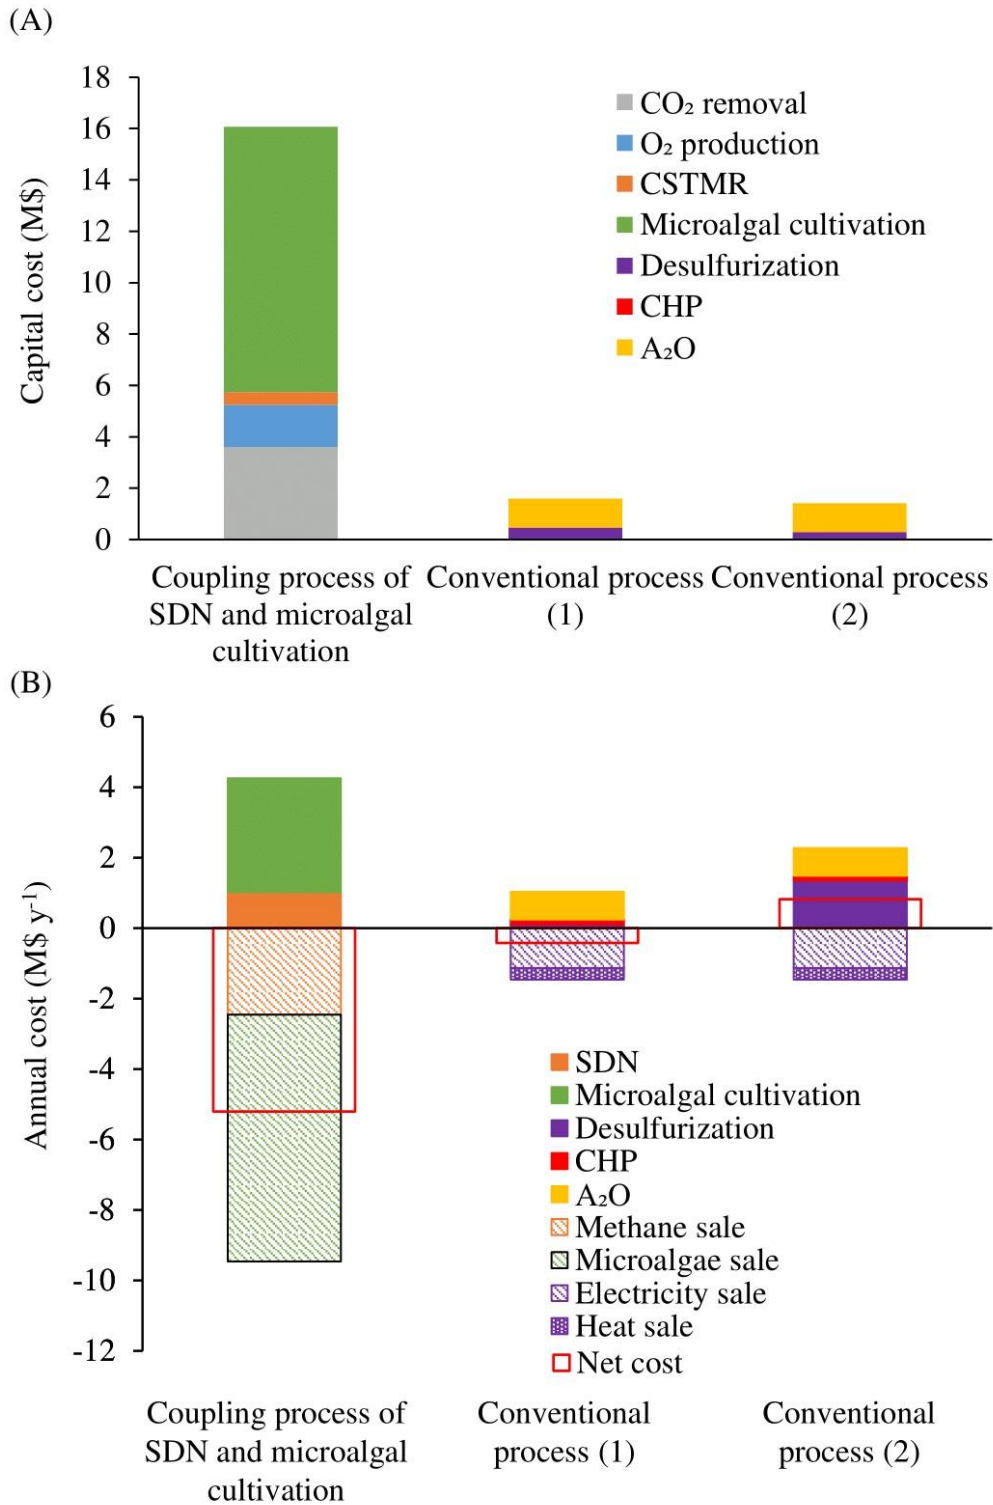 (A)
18
16
14
12
10
8
6
4
2
0
Capital cost (M$)
CO₂ removal
O₂ production
CSTMR
Microalgal cultivation
Desulfurization
CHP
A₂O
Coupling process of
SDN and microalgal
cultivation
Conventional process
(1)
Conventional process
(2)
(B)
6
4
2
0
-2
-4
-6
-8
-10
-12
Annual cost (M$ y⁻¹)
SDN
Microalgal cultivation
Desulfurization
CHP
A₂O
Methane sale
Microalgae sale
Electricity sale
Heat sale
Net cost
Coupling process of
SDN and microalgal
cultivation
Conventional
process (1)
Conventional
process (2)